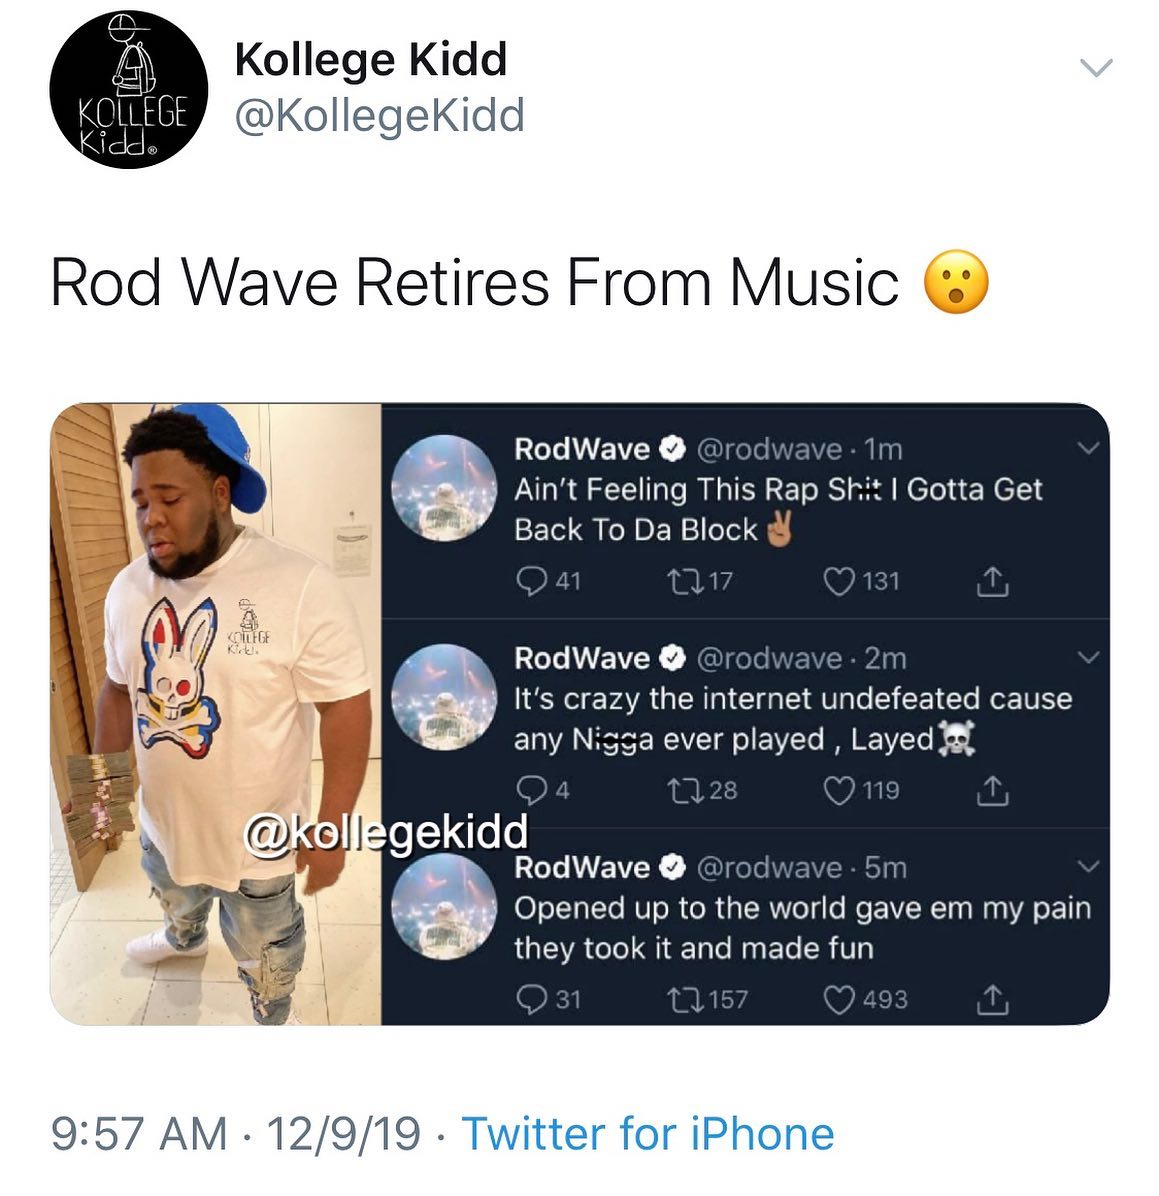 KOLLEGE
Kidd®
Kollege Kidd
@KollegeKidd
Rod Wave Retires From Music 😮
KOLLEGE
Kidd.
@kollegekidd
RodWave @rodwave · 1m
Ain't Feeling This Rap Shit I Gotta Get
Back To Da Block ✌🏽
41 17 131
RodWave @rodwave · 2m
It's crazy the internet undefeated cause
any Nigga ever played , Layed☠️
4 28 119
RodWave @rodwave · 5m
Opened up to the world gave em my pain
they took it and made fun
31 157 493
9:57 AM · 12/9/19 · Twitter for iPhone